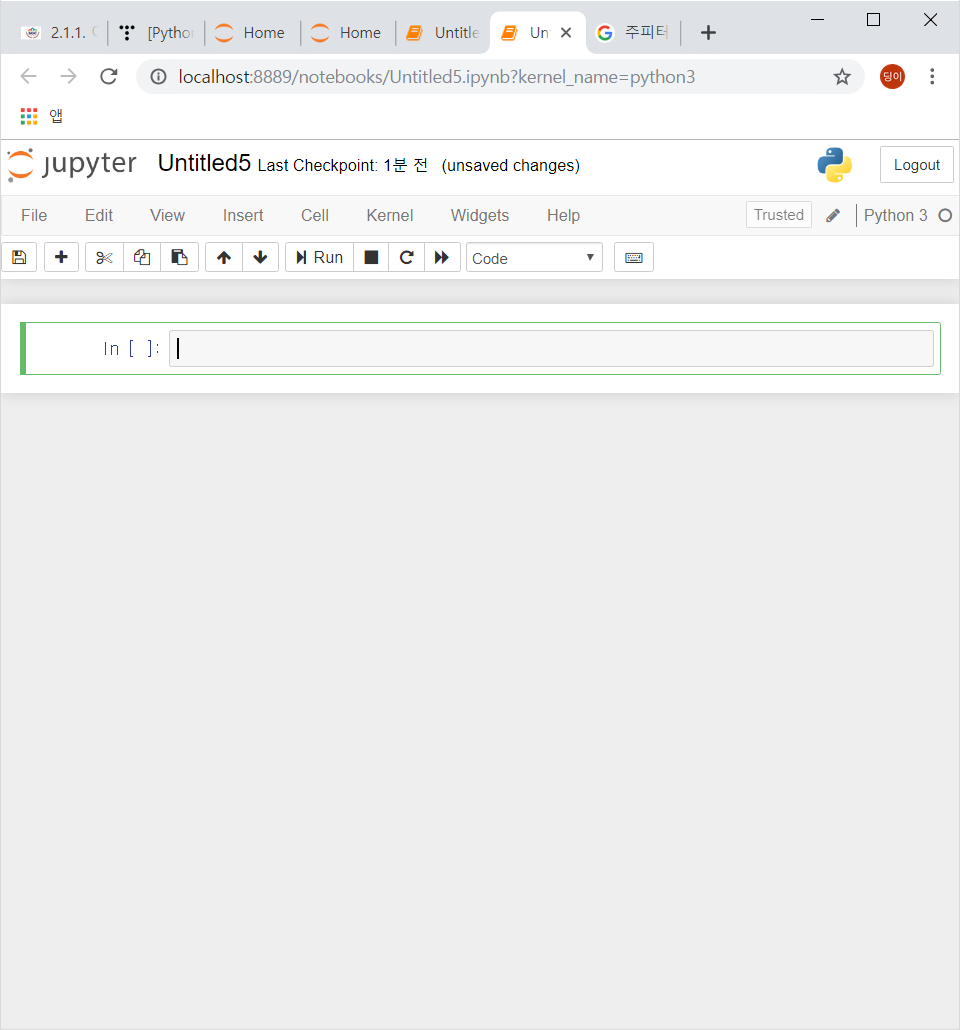 2.1.1. [Pytho Home Home Untitle Un 주피터
localhost:8889/notebooks/Untitled5.ipynb?kernel_name=python3 딩이
앱
jupyter Untitled5 Last Checkpoint: 1분 전 (unsaved changes) Logout
File Edit View Insert Cell Kernel Widgets Help Trusted Python 3
Run Code
In [ ]: